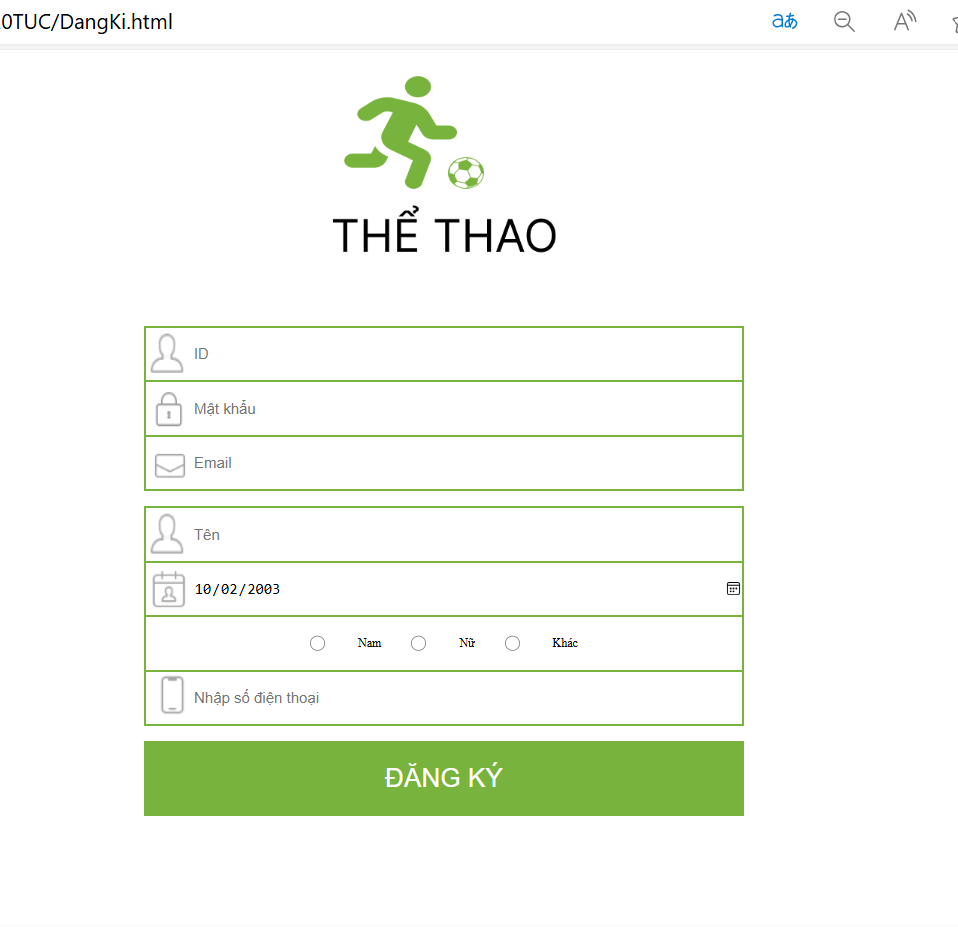 0TUC/DangKi.html
THỂ THAO
ID
Mật khẩu
Email
Tên
10/02/2003
Nam Nữ Khác
Nhập số điện thoại
ĐĂNG KÝ